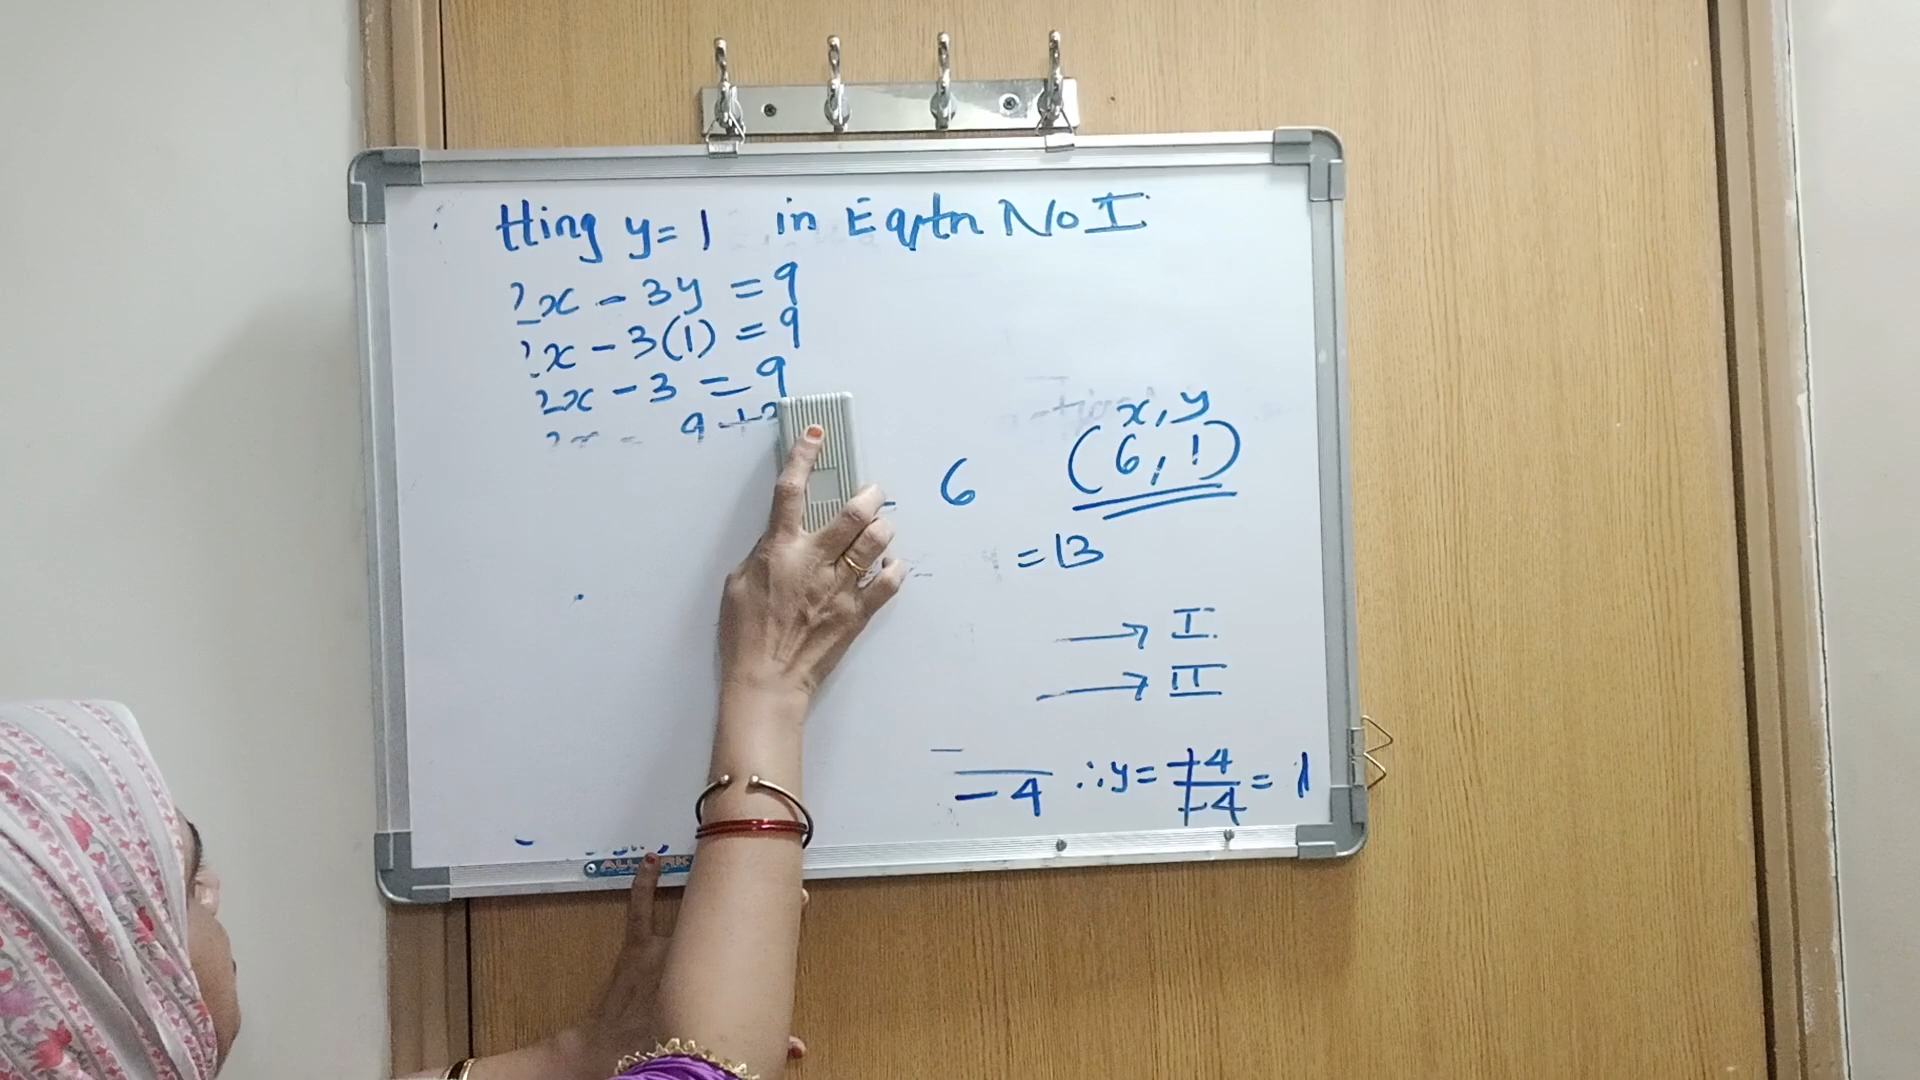 tting y = 1 in Eqtn No I
2x - 3y = 9
2x - 3(1) = 9
2x - 3 = 9
2x = 9 + 3
6
x, y
(6, 1)
= 13
→ I
→ II
-4 ∴ y = -4/-4 = 1